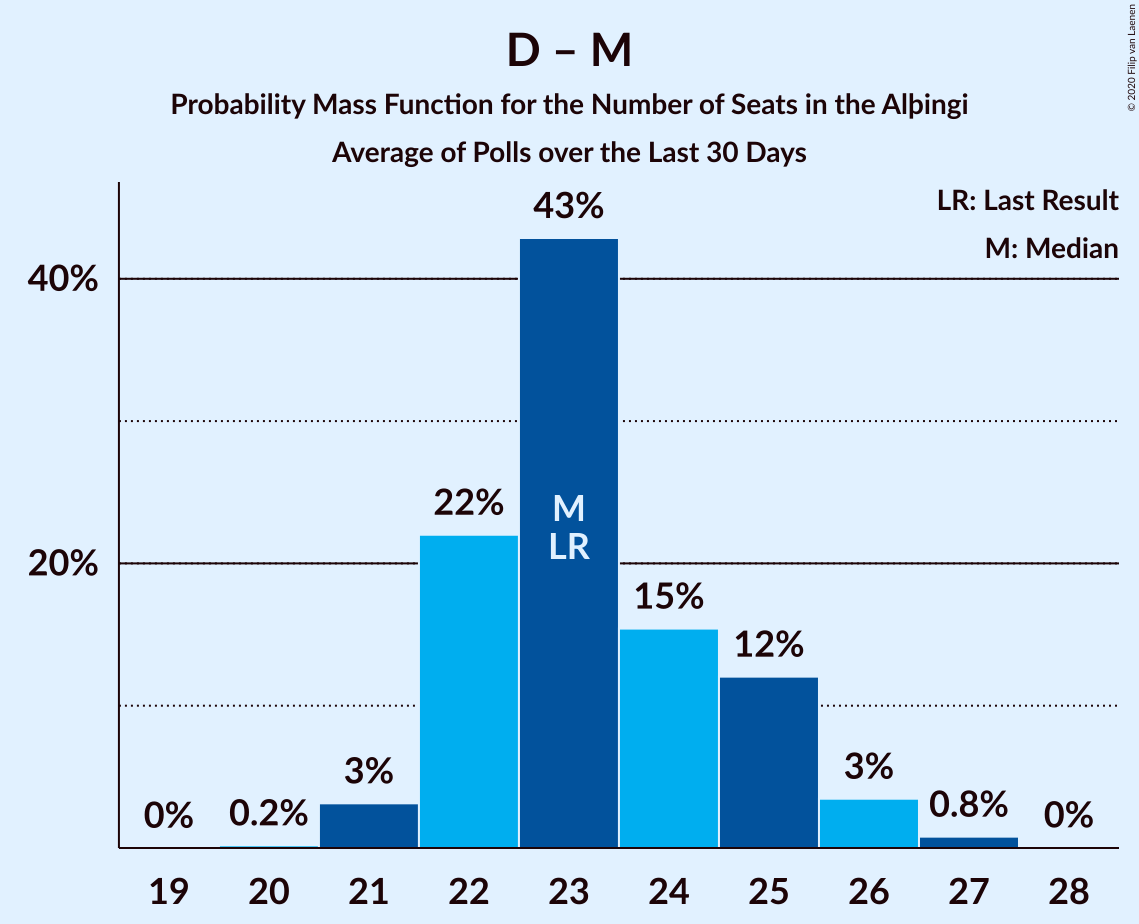 D – M
Probability Mass Function for the Number of Seats in the Alþingi
Average of Polls over the Last 30 Days
© 2020 Filip van Laenen
LR: Last Result
M: Median
43%
40%
22%
M
LR
20%
15%
12%
3%
3%
0%
0.2%
0.8%
0%
19 20 21 22 23 24 25 26 27 28